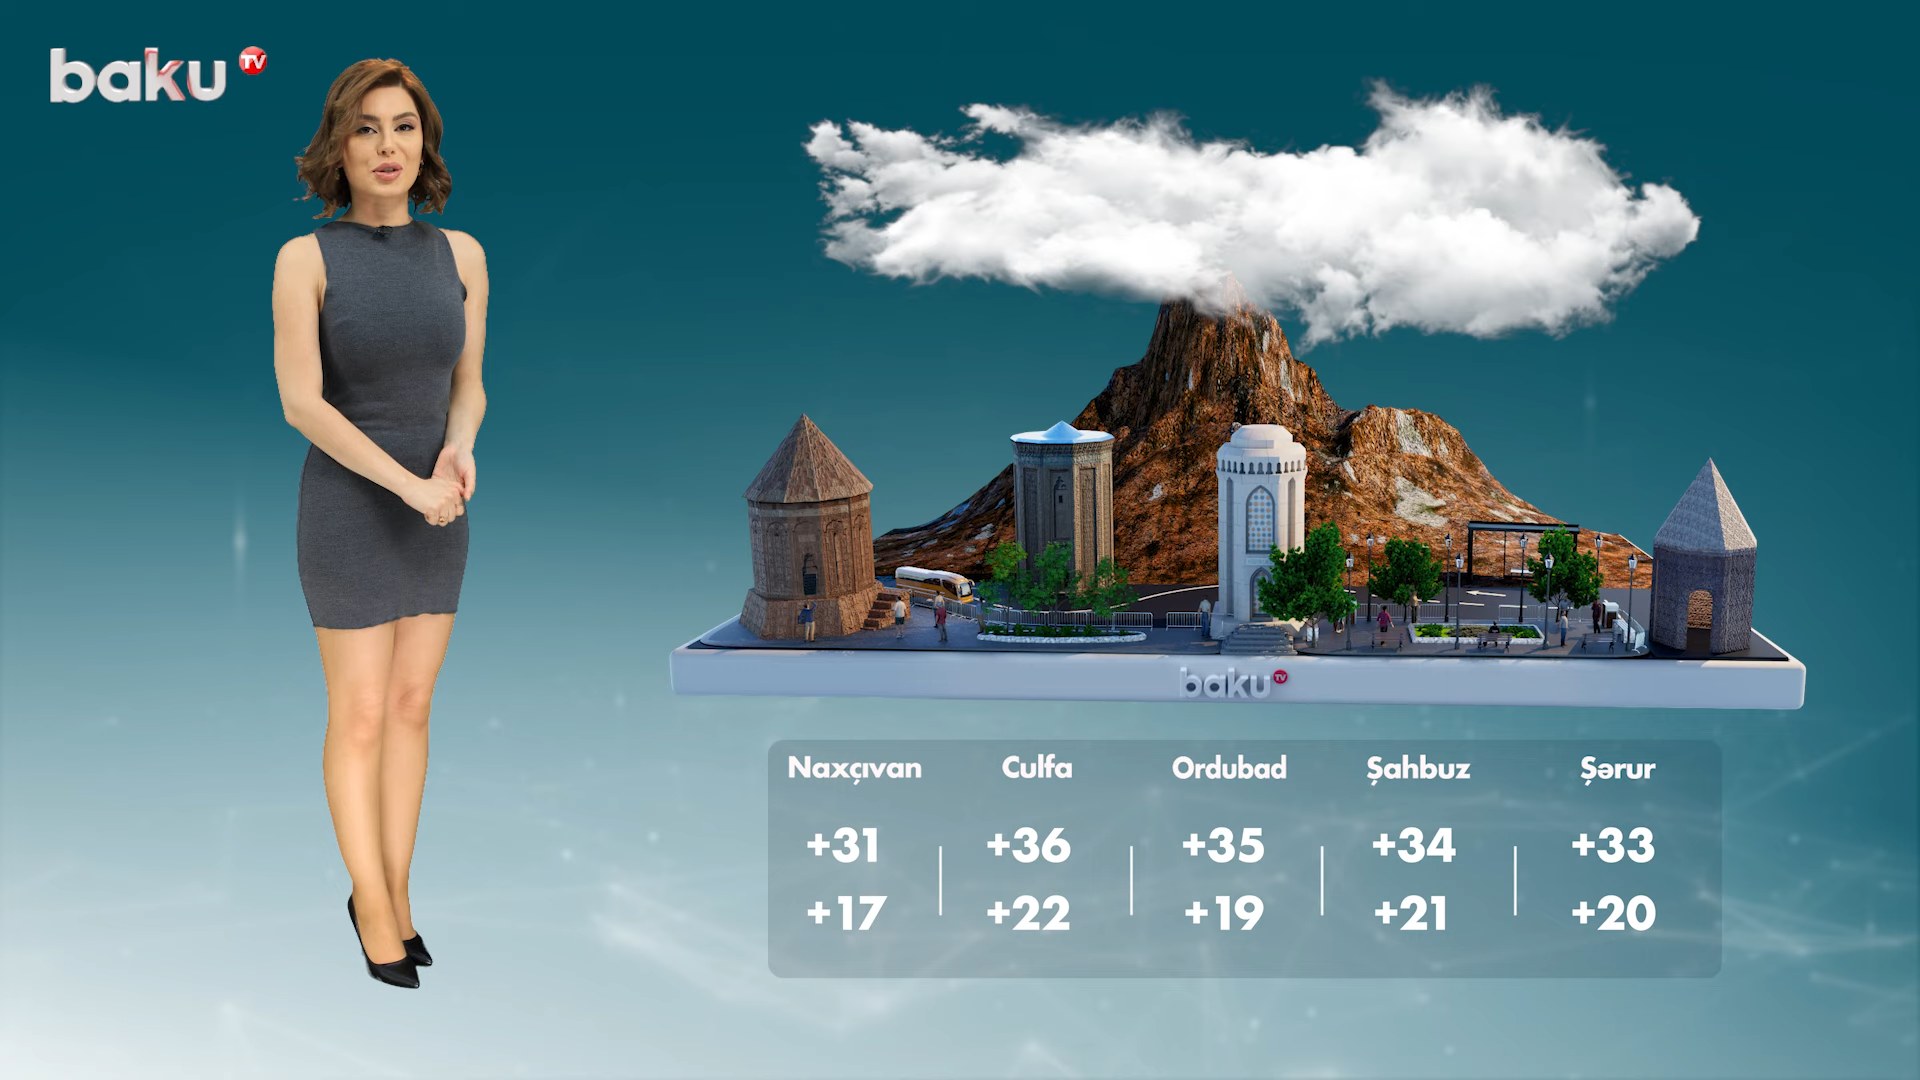 baku TV
baku TV
Naxçıvan Culfa Ordubad Şahbuz Şərur
+31 +36 +35 +34 +33
+17 +22 +19 +21 +20